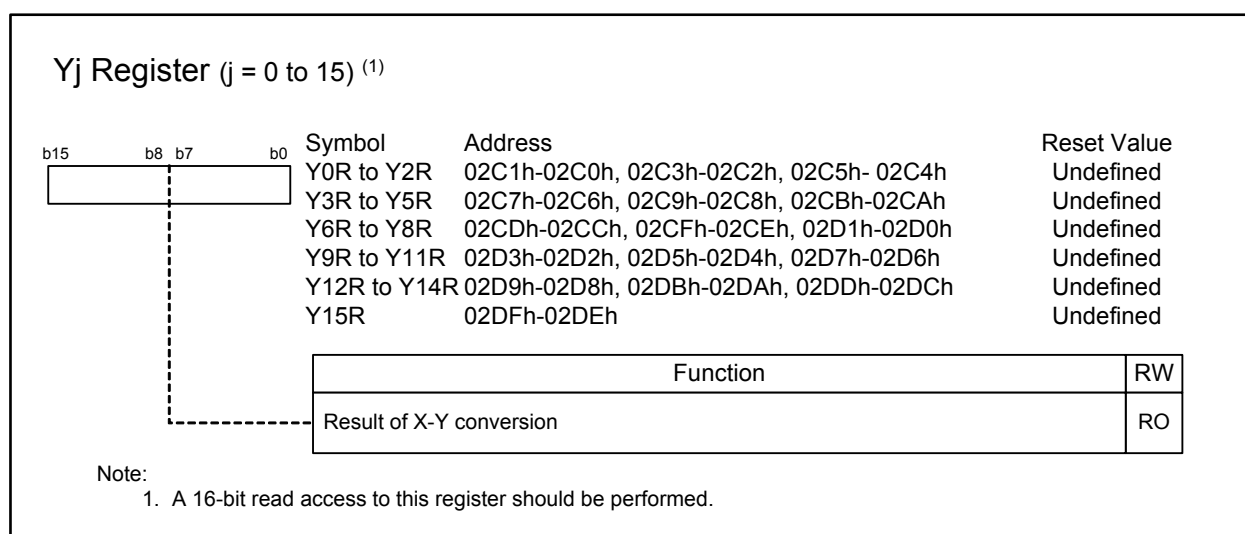 Yj Register (j = 0 to 15) (1)
b15 b8 b7 b0
Symbol Address Reset Value
Y0R to Y2R 02C1h-02C0h, 02C3h-02C2h, 02C5h- 02C4h Undefined
Y3R to Y5R 02C7h-02C6h, 02C9h-02C8h, 02CBh-02CAh Undefined
Y6R to Y8R 02CDh-02CCh, 02CFh-02CEh, 02D1h-02D0h Undefined
Y9R to Y11R 02D3h-02D2h, 02D5h-02D4h, 02D7h-02D6h Undefined
Y12R to Y14R 02D9h-02D8h, 02DBh-02DAh, 02DDh-02DCh Undefined
Y15R 02DFh-02DEh Undefined
Function RW
Result of X-Y conversion RO
Note:
1. A 16-bit read access to this register should be performed.